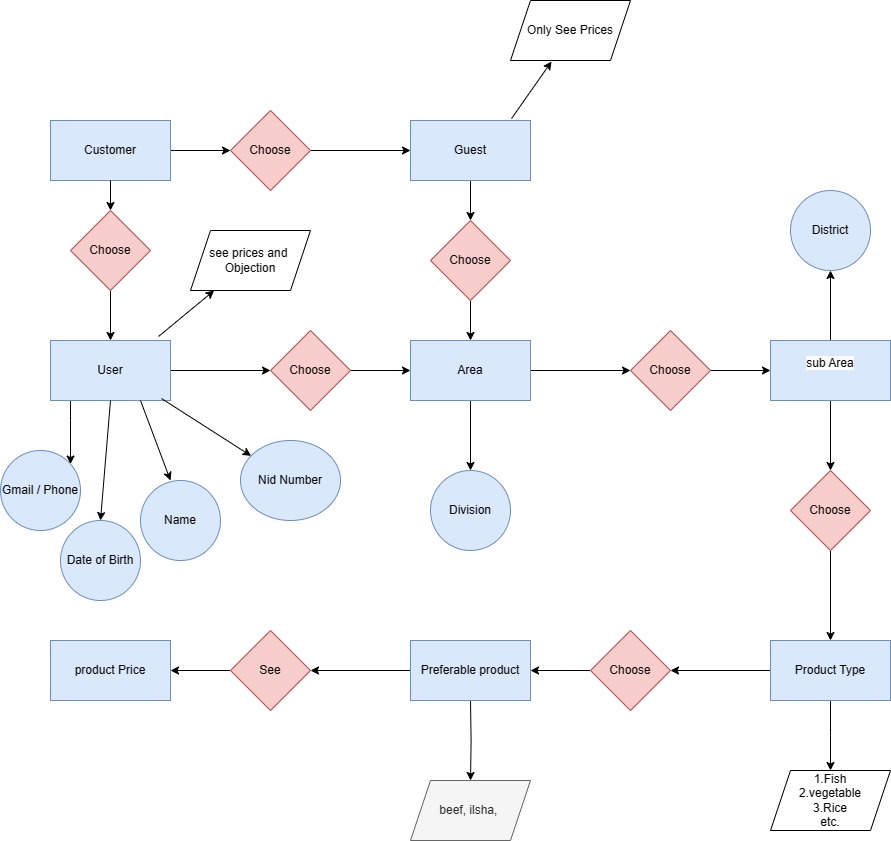 Only See Prices
Customer
Choose
Guest
Choose
see prices and
Objection
Choose
District
User
Choose
Area
Choose
sub Area
Gmail / Phone
Date of Birth
Name
Nid Number
Division
Choose
product Price
See
Preferable product
Choose
Product Type
beef, ilsha,
1.Fish
2.vegetable
3.Rice
etc.